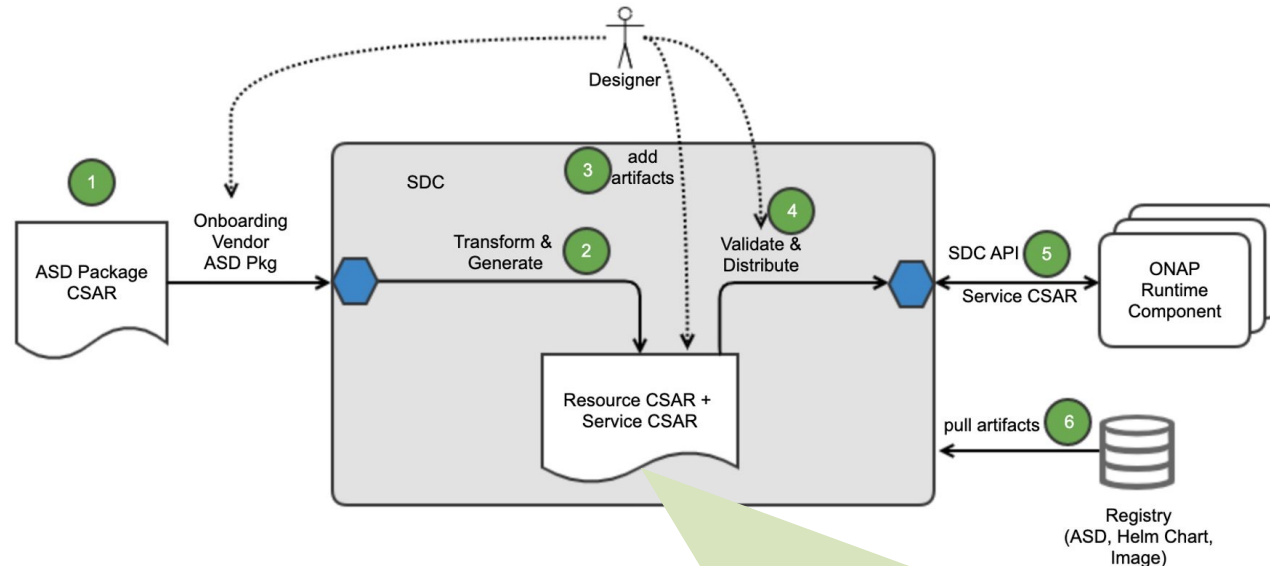 Designer
1
ASD Package
CSAR
Onboarding
Vendor
ASD Pkg
SDC
3
add
artifacts
Transform &
Generate
2
4
Validate &
Distribute
Resource CSAR +
Service CSAR
SDC API
5
Service CSAR
ONAP
Runtime
Component
pull artifacts
6
Registry
(ASD, Helm Chart,
Image)